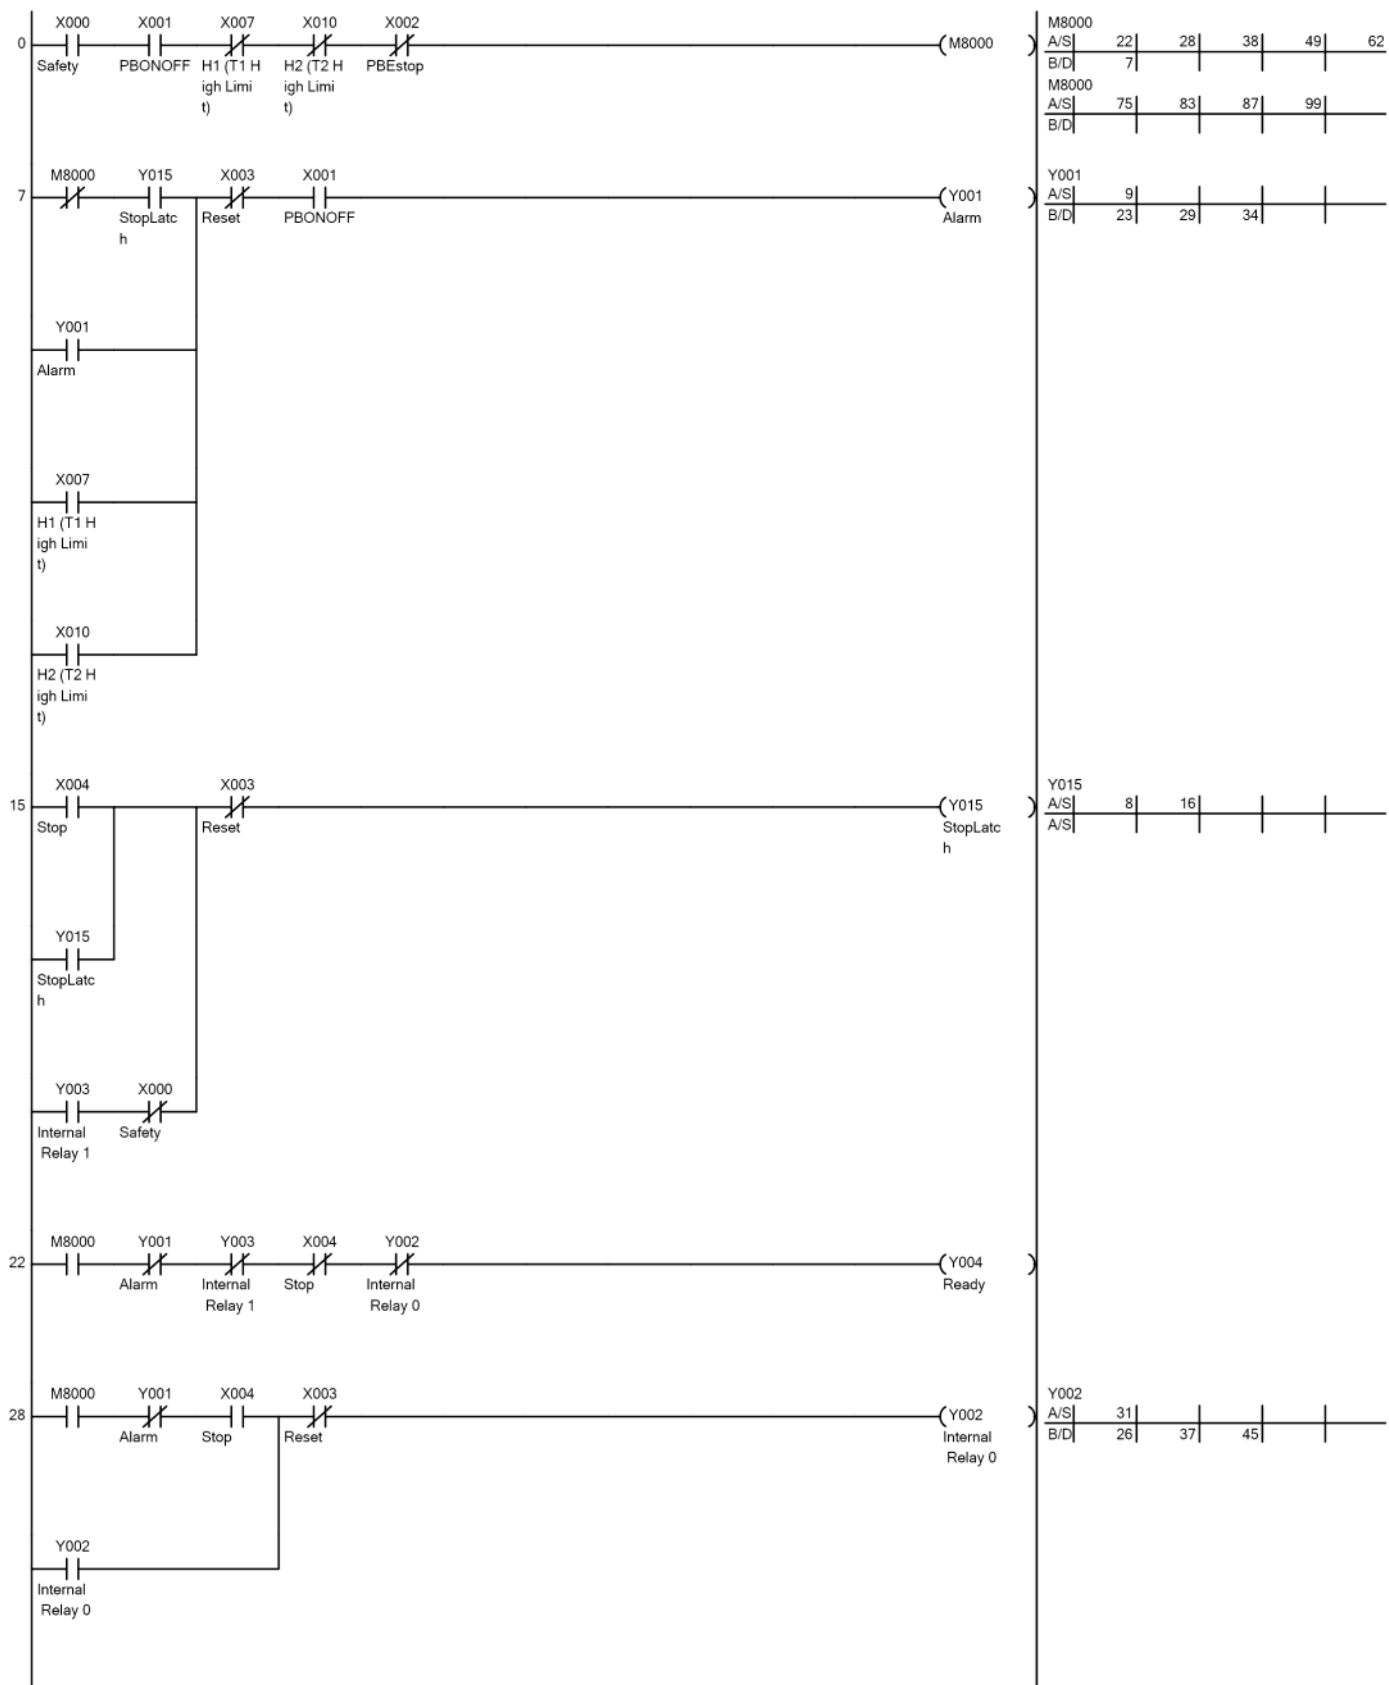 X000 X001 X007 X010 X002 M8000
0 M8000 A/S 22 28 38 49 62
Safety PBONOFF H1 (T1 H H2 (T2 H PBEstop B/D 7
igh Limi igh Limi M8000
t) t) A/S 75 83 87 99
B/D
M8000 Y015 X003 X001 Y001
7 Y001 A/S 9
StopLatc Reset PBONOFF Alarm B/D 23 29 34
h
Y001
Alarm
X007
H1 (T1 H
igh Limi
t)
X010
H2 (T2 H
igh Limi
t)
X004 X003 Y015
15 Y015 A/S 8 16
Stop Reset StopLatc A/S
h
Y015
StopLatc
h
Y003 X000
Internal Safety
Relay 1
M8000 Y001 Y003 X004 Y002
22 Y004
Alarm Internal Stop Internal Ready
Relay 1 Relay 0
M8000 Y001 X004 X003 Y002
28 Y002 A/S 31
Alarm Stop Reset Internal B/D 26 37 45
Relay 0
Y002
Internal
Relay 0